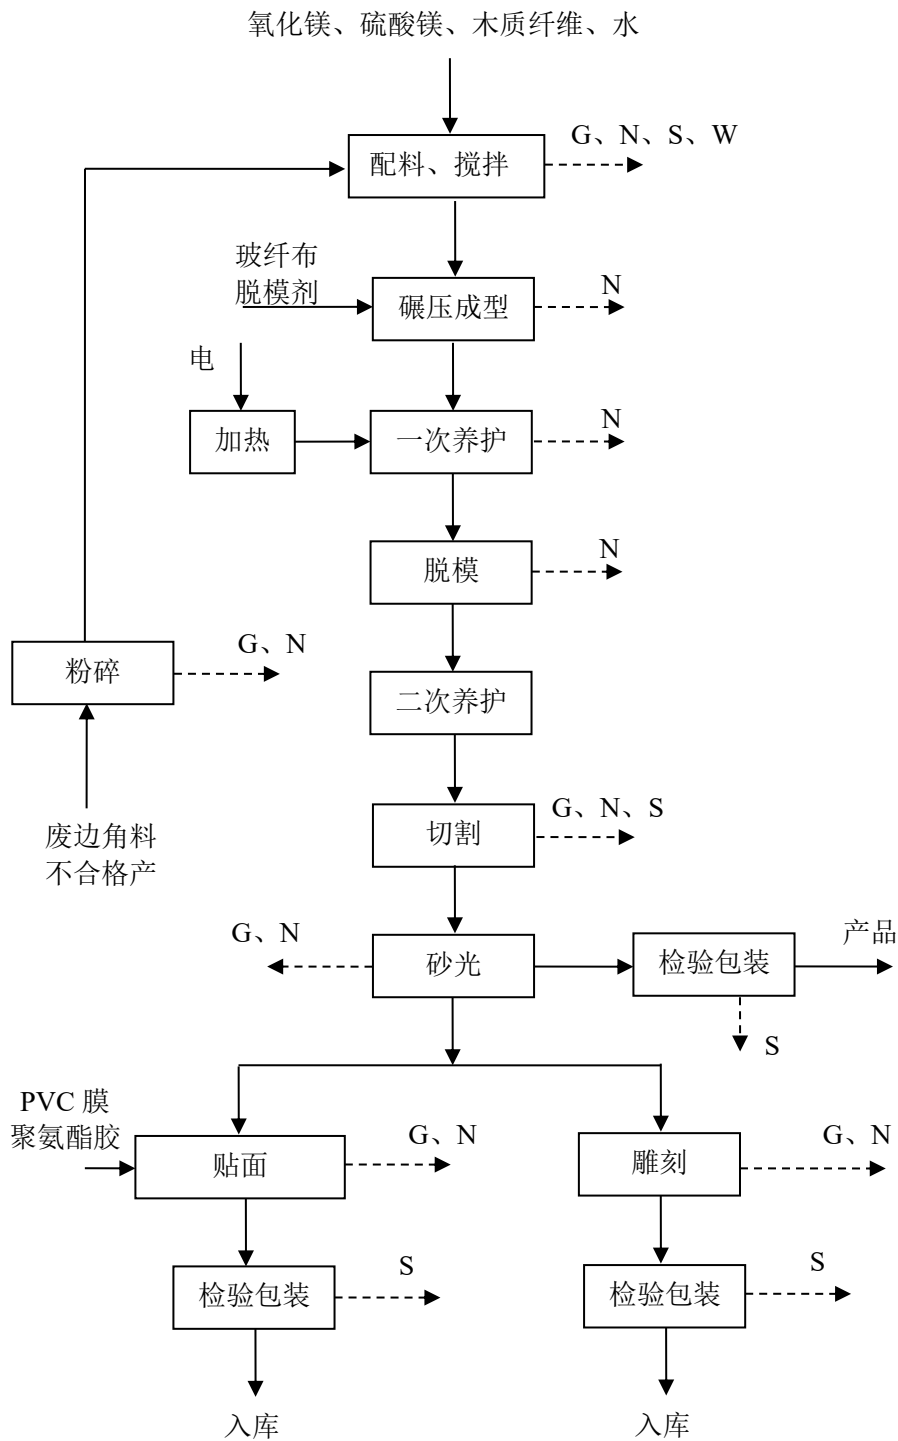 氧化镁、硫酸镁、木质纤维、水
G、N、S、W
配料、搅拌
玻纤布
脱模剂
N
碾压成型
电
N
加热
一次养护
N
脱模
G、N
粉碎
二次养护
G、N、S
切割
废边角料
不合格产
G、N
产品
砂光
检验包装
S
PVC 膜
聚氨酯胶
G、N
G、N
贴面
雕刻
S
S
检验包装
检验包装
入库
入库